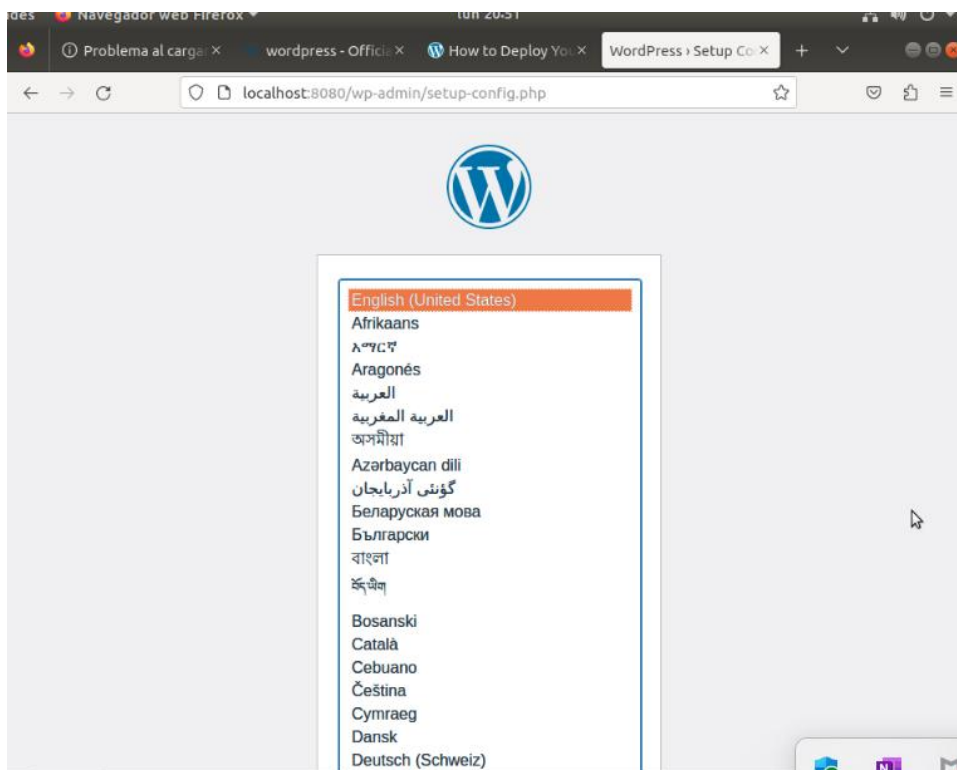 ides Navegador web Firefox
lun 20:51
Problema al cargar
wordpress - Officia
How to Deploy You
WordPress › Setup Co
localhost:8080/wp-admin/setup-config.php
English (United States)
Afrikaans
አማርኛ
Aragonés
العربية
العربية المغربية
অসমীয়া
Azərbaycan dili
گؤنئی آذربایجان
Беларуская мова
Български
বাংলা
བོད་ཡིག
Bosanski
Català
Cebuano
Čeština
Cymraeg
Dansk
Deutsch (Schweiz)